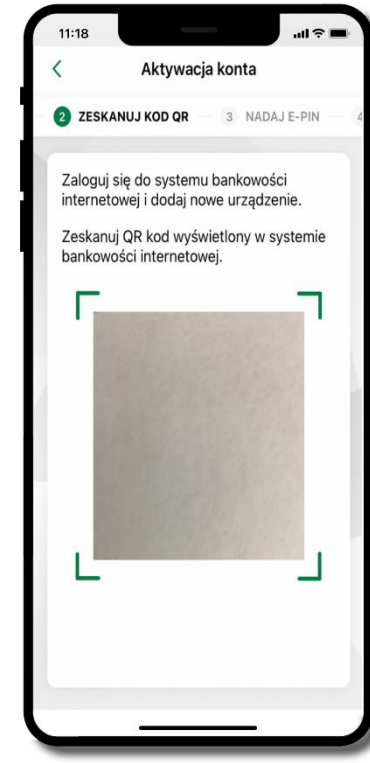 11:18
Aktywacja konta
2 ZESKANUJ KOD QR 3 NADAJ E-PIN 4
Zaloguj się do systemu bankowości
internetowej i dodaj nowe urządzenie.
Zeskanuj QR kod wyświetlony w systemie
bankowości internetowej.